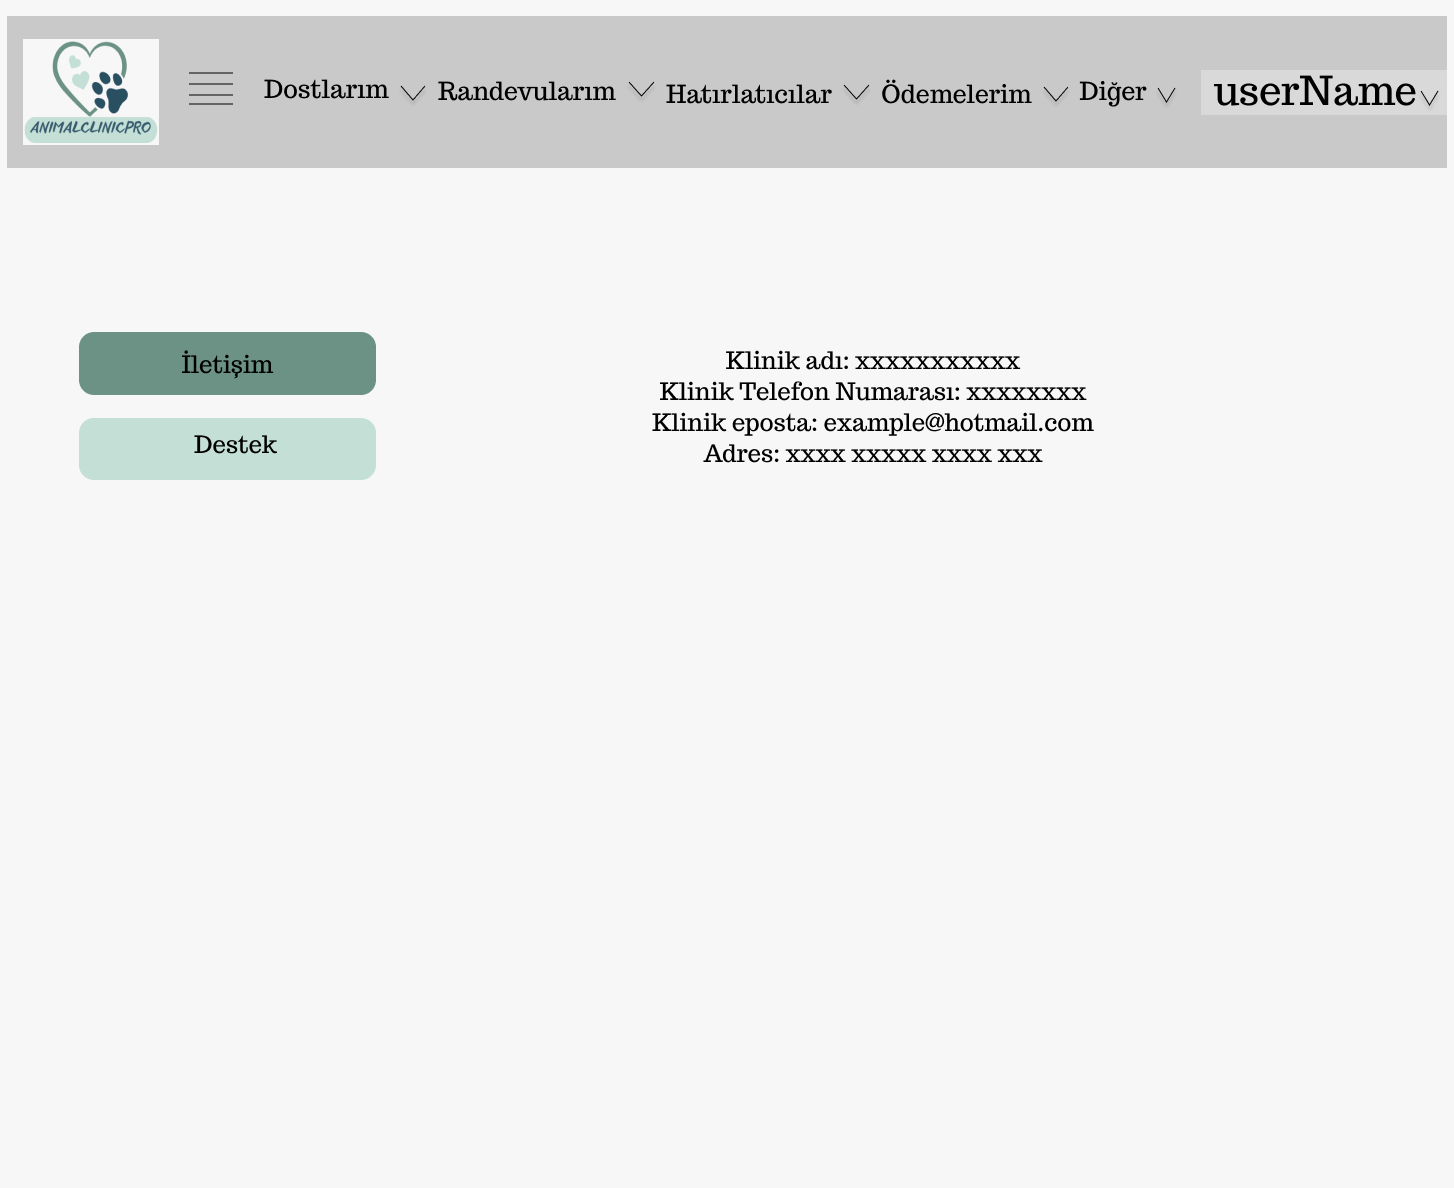 ANIMALCLINICPRO
Dostlarım Randevularım Hatırlatıcılar Ödemelerim Diğer userName
İletişim
Destek
Klinik adı: xxxxxxxxxxx
Klinik Telefon Numarası: xxxxxxxx
Klinik eposta: example@hotmail.com
Adres: xxxx xxxxx xxxx xxx